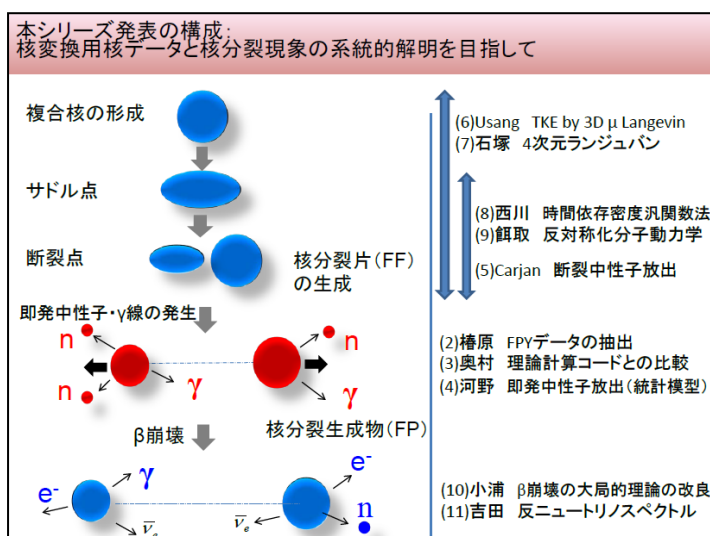 本シリーズ発表の構成:
核変換用核データと核分裂現象の系統的解明を目指して
複合核の形成
サドル点
断裂点
核分裂片(FF)
の生成
即発中性子・γ線の発生
n
n
γ
n
γ
β崩壊
核分裂生成物(FP)
e-
γ
ν̅e
e-
n
ν̅e
(6)Usang TKE by 3D μ Langevin
(7)石塚 4次元ランジュバン
(8)西川 時間依存密度汎関数法
(9)餌取 反対称化分子動力学
(5)Carjan 断裂中性子放出
(2)椿原 FPYデータの抽出
(3)奥村 理論計算コードとの比較
(4)河野 即発中性子放出(統計模型)
(10)小浦 β崩壊の大局的理論の改良
(11)吉田 反ニュートリノスペクトル